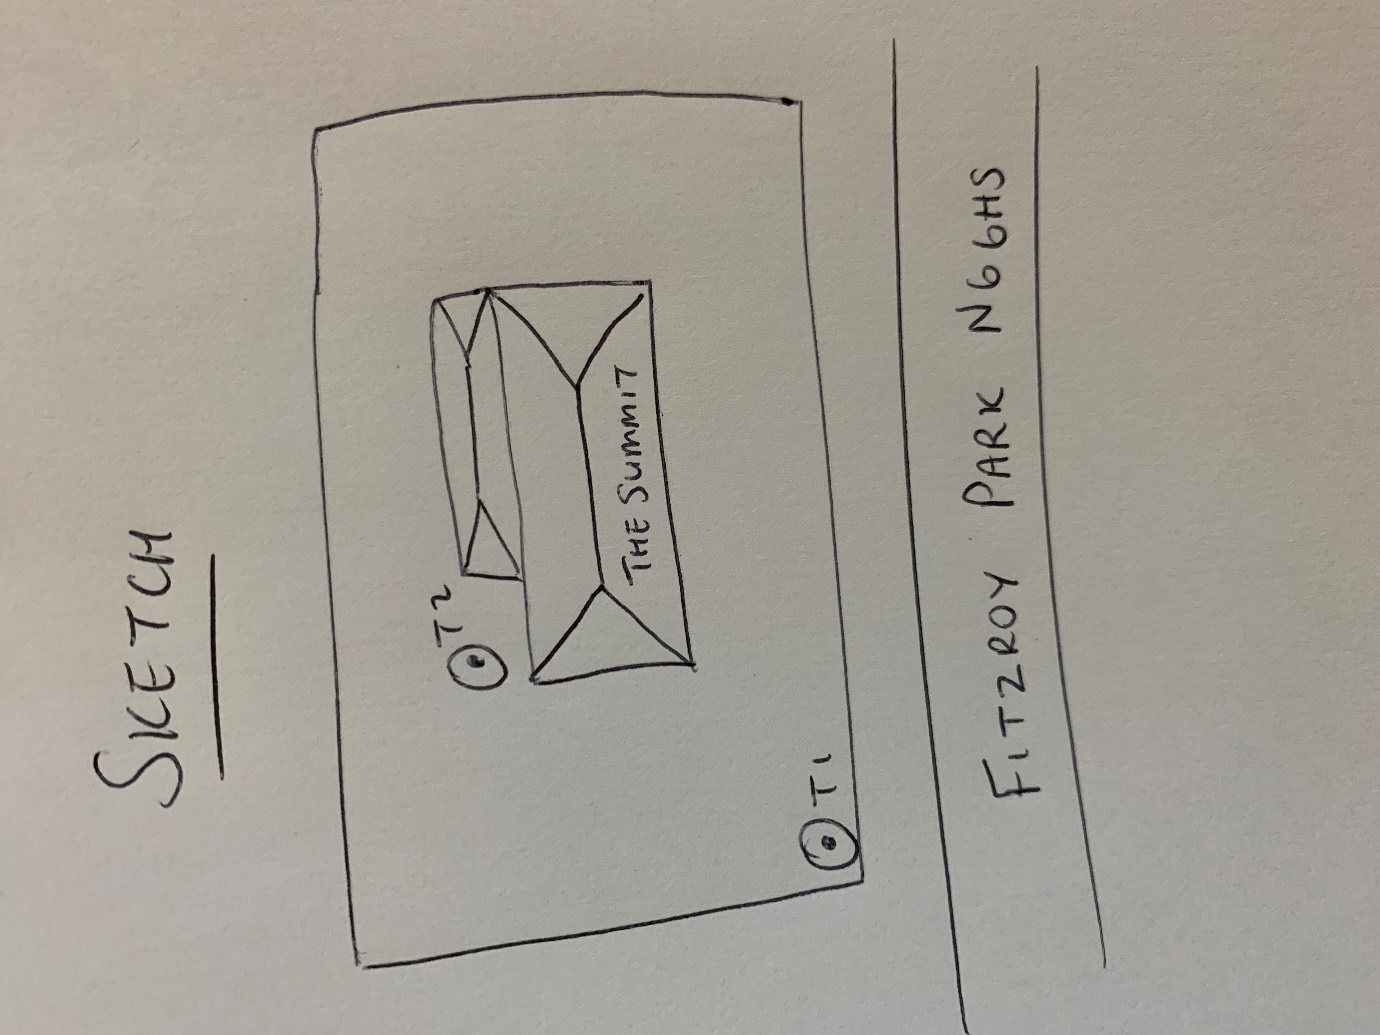 SKETCH
T2
THE SUMMIT
T1
FITZROY PARK N66HS